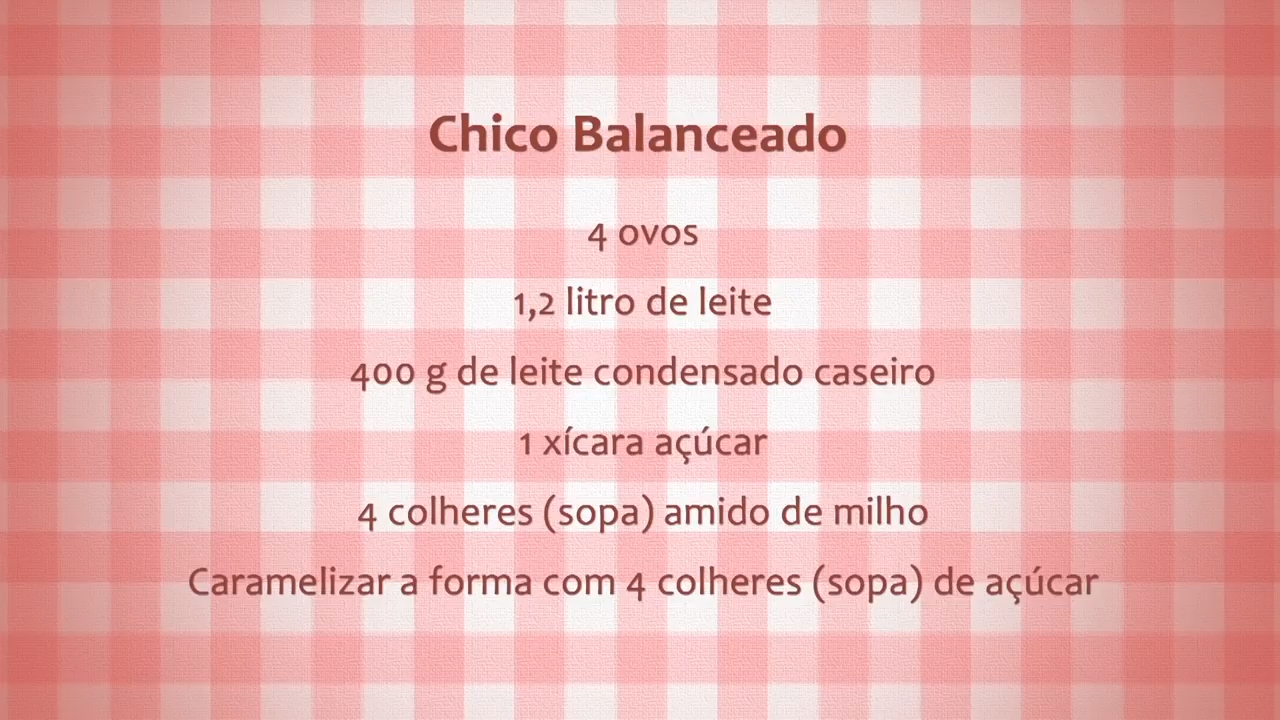 Chico Balanceado
4 ovos
1,2 litro de leite
400 g de leite condensado caseiro
1 xícara açúcar
4 colheres (sopa) amido de milho
Caramelizar a forma com 4 colheres (sopa) de açúcar